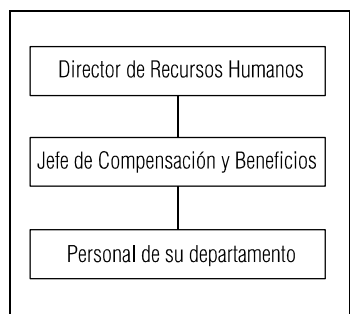 Director de Recursos Humanos
Jefe de Compensación y Beneficios
Personal de su departamento